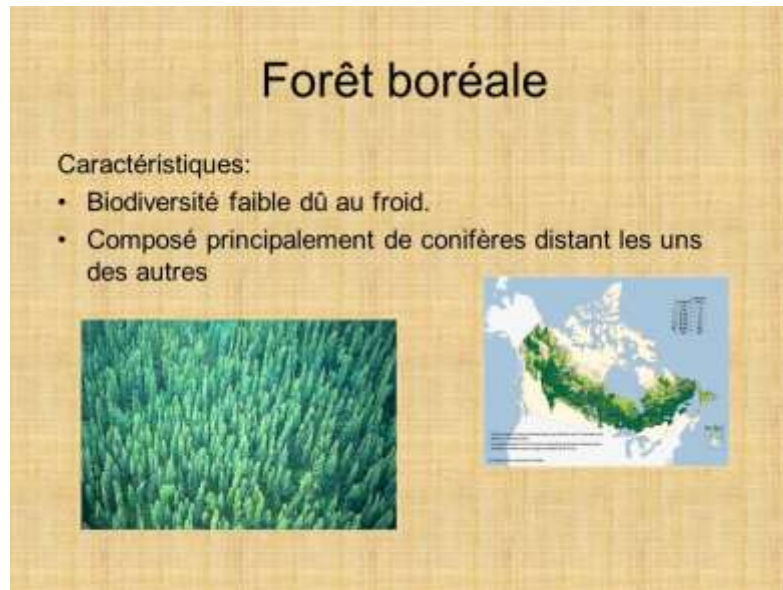 Forêt boréale
Caractéristiques:
• Biodiversité faible dû au froid.
• Composé principalement de conifères distant les uns
des autres